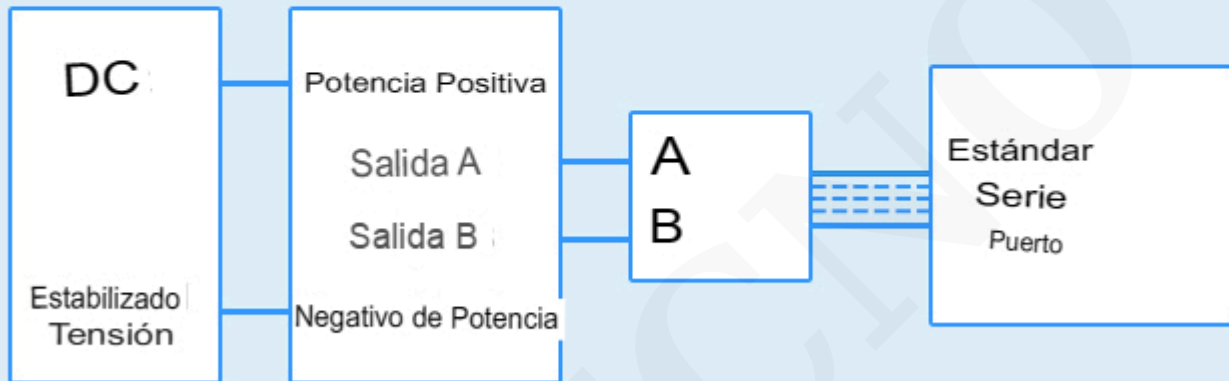 DC
Estabilizado
Tensión
Potencia Positiva
Salida A
Salida B
Negativo de Potencia
A
B
Estándar
Serie
Puerto